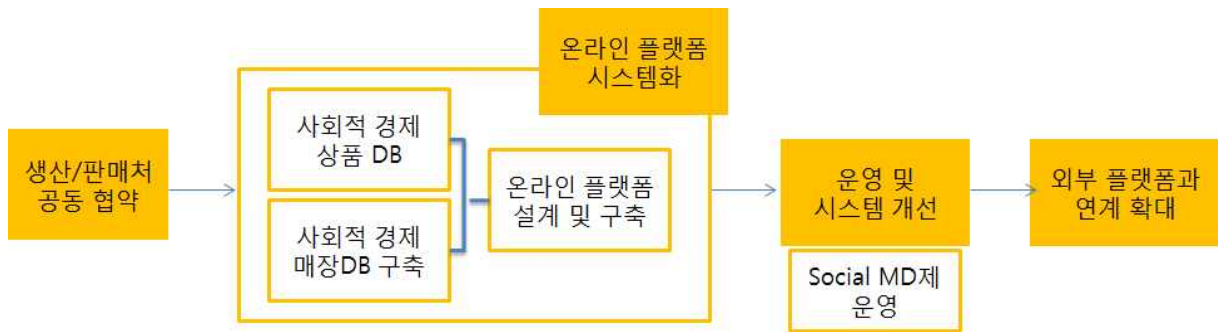 생산/판매처
공동 협약
온라인 플랫폼
시스템화
사회적 경제
상품 DB
사회적 경제
매장DB 구축
온라인 플랫폼
설계 및 구축
운영 및
시스템 개선
Social MD제
운영
외부 플랫폼과
연계 확대